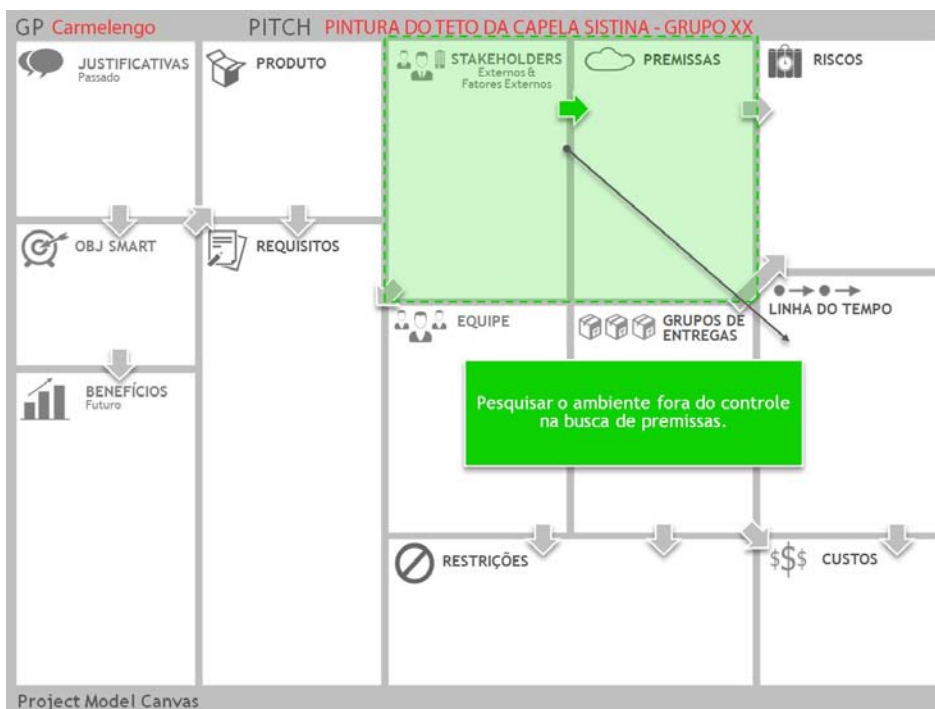 GP Carmelengo PITCH PINTURA DO TETO DA CAPELA SISTINA - GRUPO XX
JUSTIFICATIVAS
Passado
PRODUTO
STAKEHOLDERS
Externos &
Fatores Externos
PREMISSAS
RISCOS
OBJ SMART
REQUISITOS
EQUIPE
GRUPOS DE
ENTREGAS
LINHA DO TEMPO
BENEFÍCIOS
Futuro
Pesquisar o ambiente fora do controle
na busca de premissas.
RESTRIÇÕES
$$$ CUSTOS
Project Model Canvas